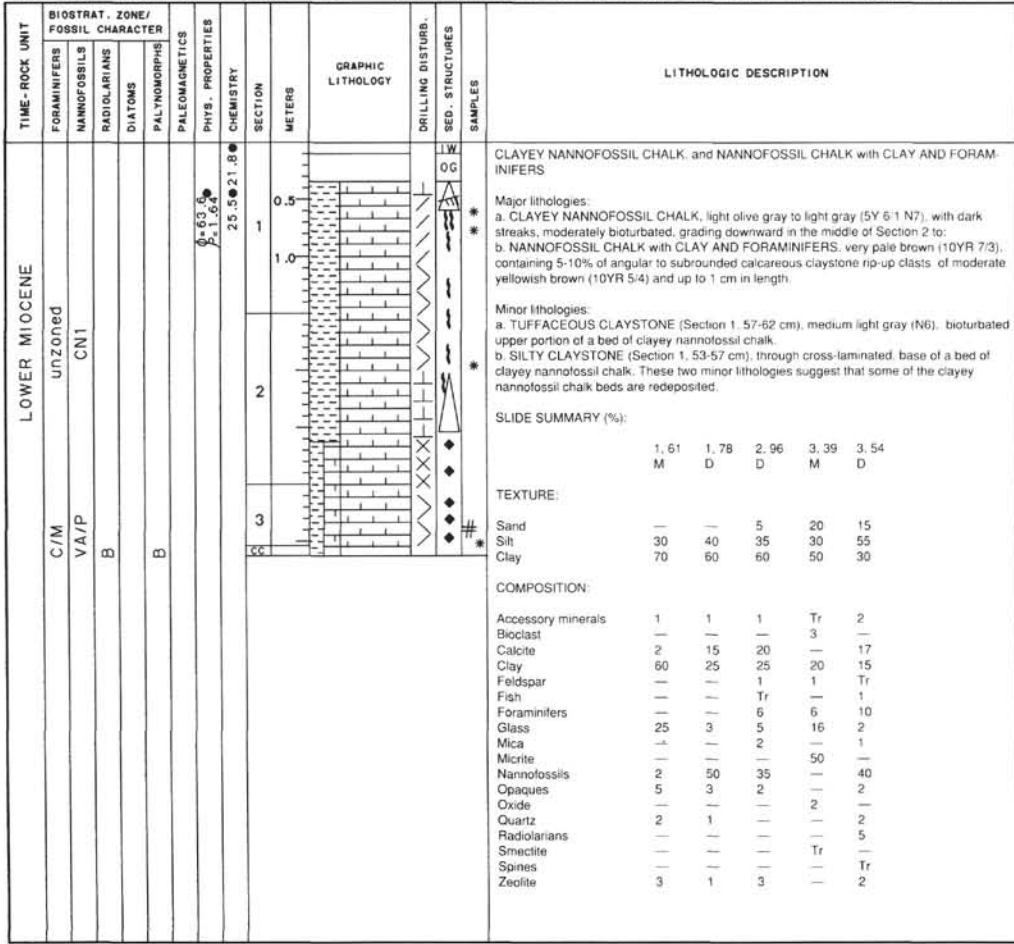 TIME-ROCK UNIT
BIOSTRAT. ZONE/
FOSSIL CHARACTER
FORAMINIFERS
NANNOFOSSILS
RADIOLARIANS
DIATOMS
PALYNOMORPHS
PALEOMAGNETICS
PHYS. PROPERTIES
CHEMISTRY
SECTION
METERS
GRAPHIC
LITHOLOGY
DRILLING DISTURB.
SED. STRUCTURES
SAMPLES
LITHOLOGIC DESCRIPTION
LOWER MIOCENE
unzoned
CN1
C/M
VA/P
B
B
Φ=63.6
ρ=1.64
25.5 21.8
1
0.5
1.0
2
3
CC
IW
OG
* * * # *
CLAYEY NANNOFOSSIL CHALK. and NANNOFOSSIL CHALK with CLAY AND FORAM-
INIFERS
Major lithologies:
a. CLAYEY NANNOFOSSIL CHALK, light olive gray to light gray (5Y 6/1 N7), with dark
streaks, moderately bioturbated, grading downward in the middle of Section 2 to:
b. NANNOFOSSIL CHALK with CLAY AND FORAMINIFERS, very pale brown (10YR 7/3),
containing 5-10% of angular to subrounded calcareous claystone rip-up clasts of moderate
yellowish brown (10YR 5/4) and up to 1 cm in length.
Minor lithologies:
a. TUFFACEOUS CLAYSTONE (Section 1, 57-62 cm), medium light gray (N6), bioturbated
upper portion of a bed of clayey nannofossil chalk.
b. SILTY CLAYSTONE (Section 1, 53-57 cm), through cross-laminated, base of a bed of
clayey nannofossil chalk. These two minor lithologies suggest that some of the clayey
nannofossil chalk beds are redeposited.
SLIDE SUMMARY (%):
1, 61 1, 78 2, 96 3, 39 3, 54
M D D M D
TEXTURE:
Sand — — 5 20 15
Silt 30 40 35 30 55
Clay 70 60 60 50 30
COMPOSITION:
Accessory minerals 1 1 1 Tr 2
Bioclast — — — 3 —
Calcite 2 15 20 — 17
Clay 60 25 25 20 15
Feldspar — — 1 1 Tr
Fish — — Tr — 1
Foraminifers — — 6 6 10
Glass 25 3 5 16 2
Mica — — 2 — 1
Micrite — — — 50 —
Nannofossils 2 50 35 — 40
Opaques 5 3 2 — 2
Oxide — — — 2 —
Quartz 2 1 — — 2
Radiolarians — — — — 5
Smectite — — — Tr —
Spines — — — — Tr
Zeolite 3 1 3 — 2